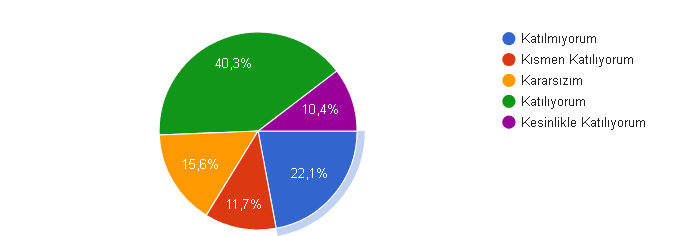 40,3%
10,4%
15,6%
22,1%
11,7%
Katılmıyorum
Kısmen Katılıyorum
Kararsızım
Katılıyorum
Kesinlikle Katılıyorum